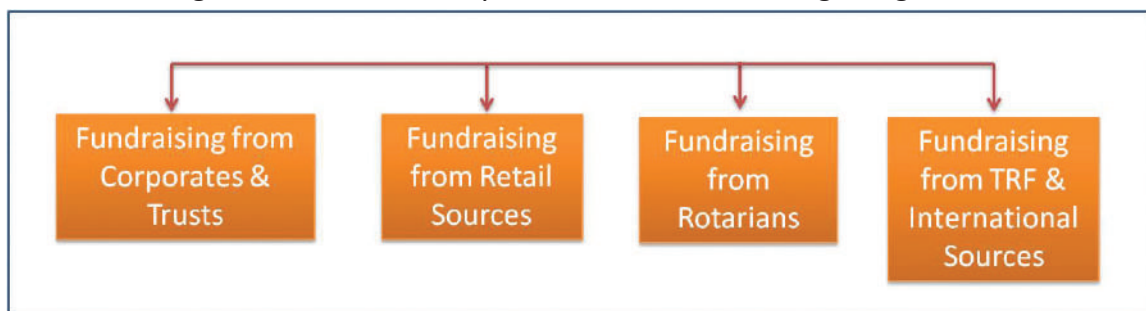 Fundraising from
Corporates &
Trusts
Fundraising
from Retail
Sources
Fundraising
from
Rotarians
Fundraising
from TRF &
International
Sources